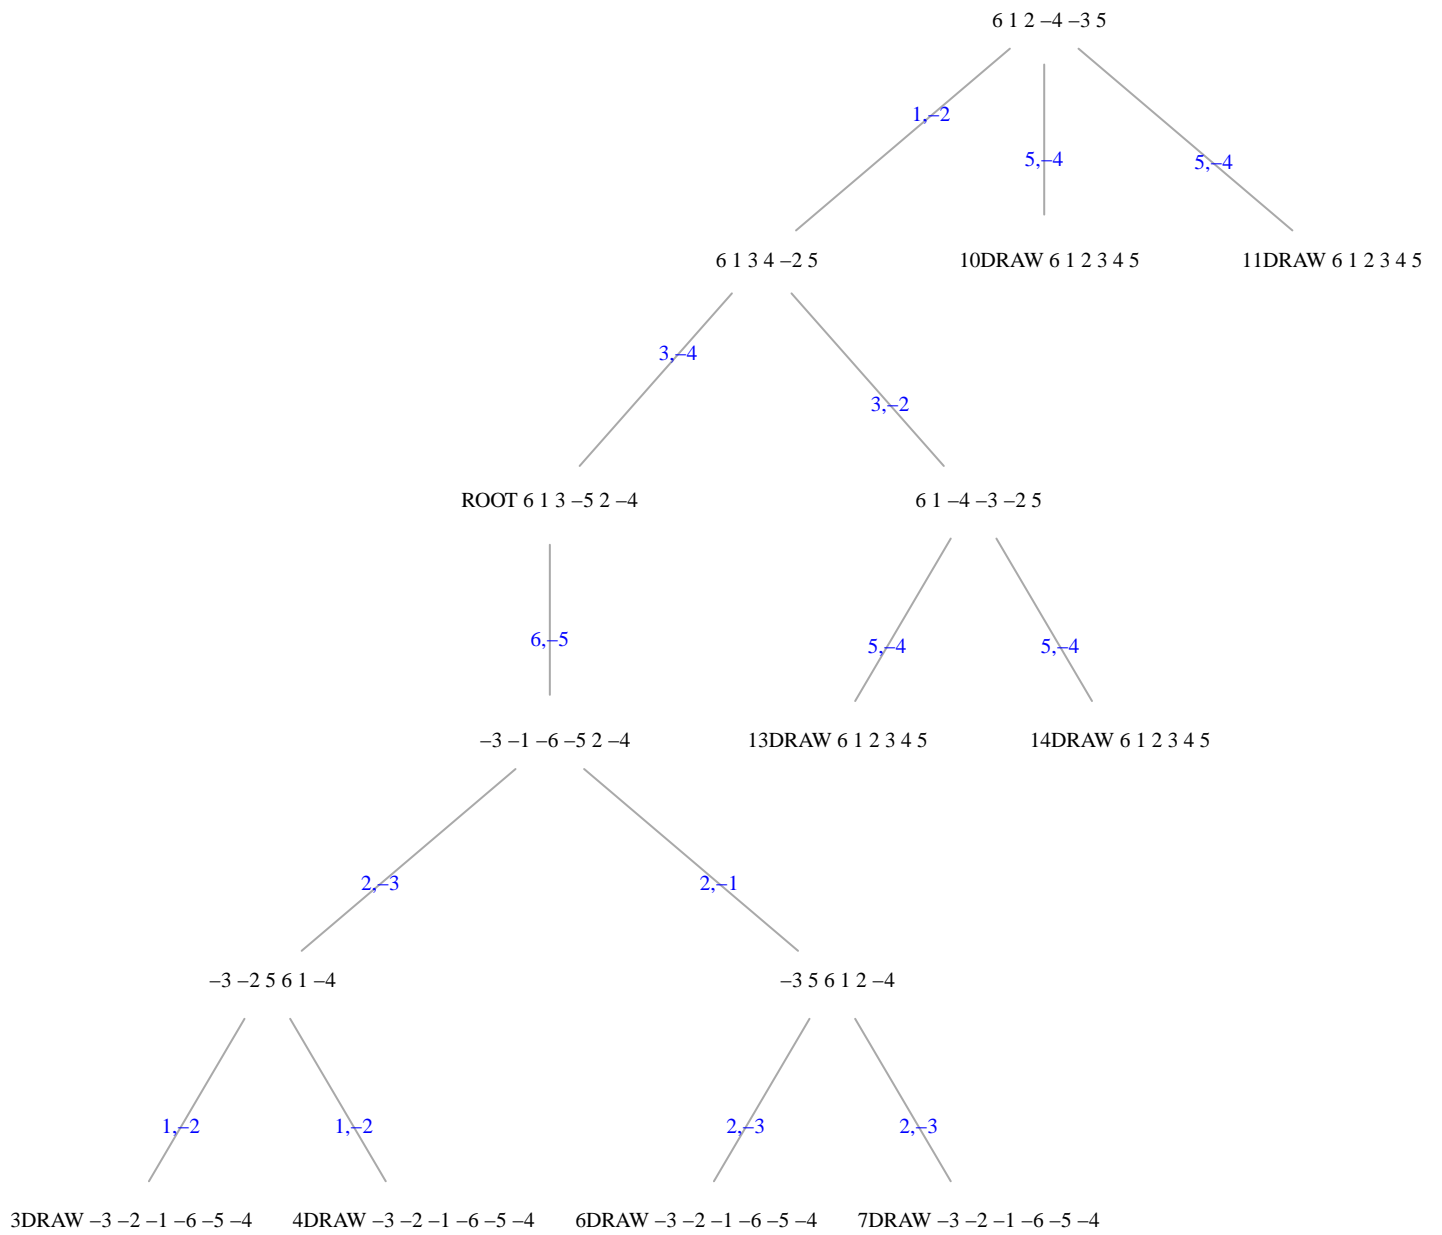 6 1 2 –4 –3 5
1,–2
5,–4
5,–4
6 1 3 4 –2 5
10DRAW 6 1 2 3 4 5
11DRAW 6 1 2 3 4 5
3,–4
3,–2
ROOT 6 1 3 –5 2 –4
6 1 –4 –3 –2 5
6,–5
5,–4
5,–4
–3 –1 –6 –5 2 –4
13DRAW 6 1 2 3 4 5
14DRAW 6 1 2 3 4 5
2,–3
2,–1
–3 –2 5 6 1 –4
–3 5 6 1 2 –4
1,–2
1,–2
2,–3
2,–3
3DRAW –3 –2 –1 –6 –5 –4
4DRAW –3 –2 –1 –6 –5 –4
6DRAW –3 –2 –1 –6 –5 –4
7DRAW –3 –2 –1 –6 –5 –4